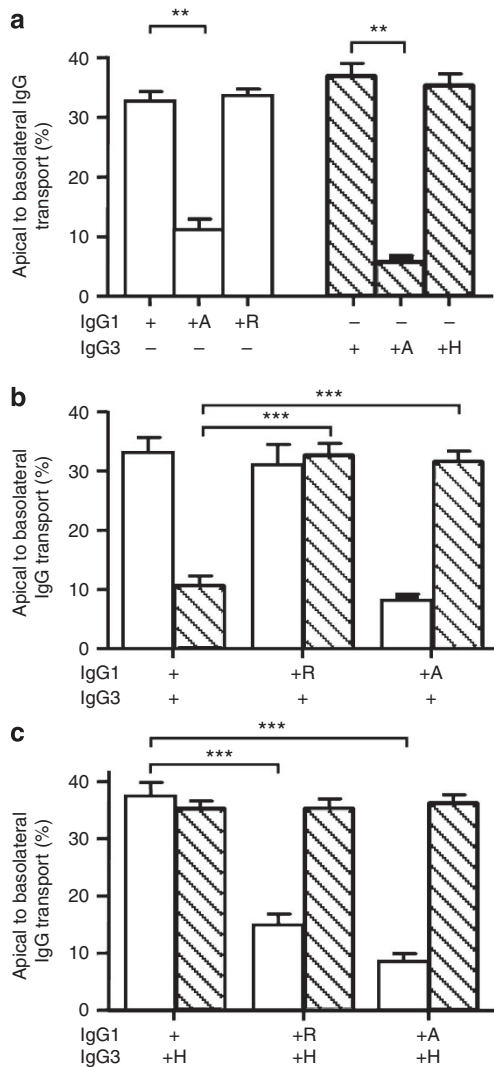 a
**
**
Apical to basolateral IgG
transport (%)
40
30
20
10
0
IgG1 + +A +R – – –
IgG3 – – – + +A +H
b
***
***
Apical to basolateral
IgG transport (%)
40
30
20
10
0
IgG1 + +R +A
IgG3 + + +
c
***
***
Apical to basolateral
IgG transport (%)
40
30
20
10
0
IgG1 + +R +A
IgG3 +H +H +H